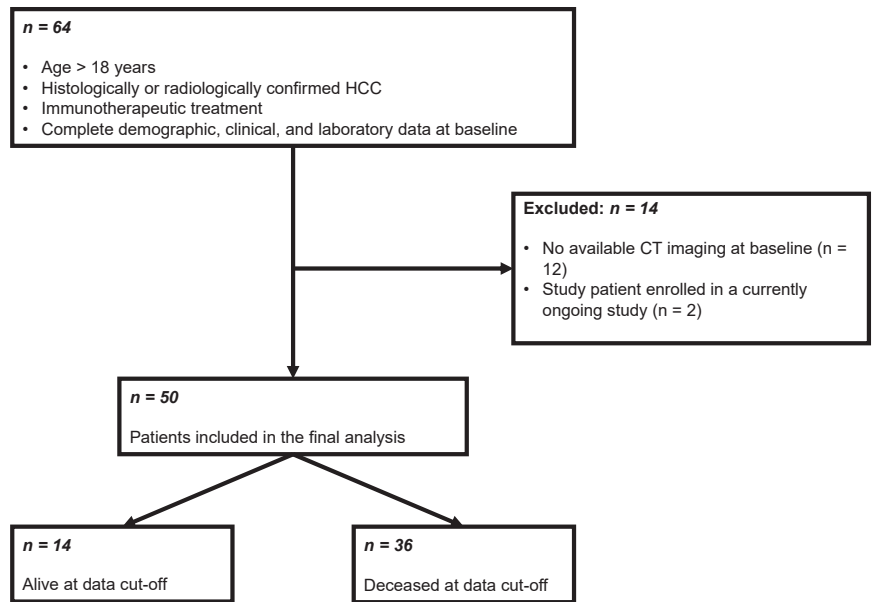 n = 64
• Age > 18 years
• Histologically or radiologically confirmed HCC
• Immunotherapeutic treatment
• Complete demographic, clinical, and laboratory data at baseline
Excluded: n = 14
• No available CT imaging at baseline (n =
12)
• Study patient enrolled in a currently
ongoing study (n = 2)
n = 50
Patients included in the final analysis
n = 14
Alive at data cut-off
n = 36
Deceased at data cut-off